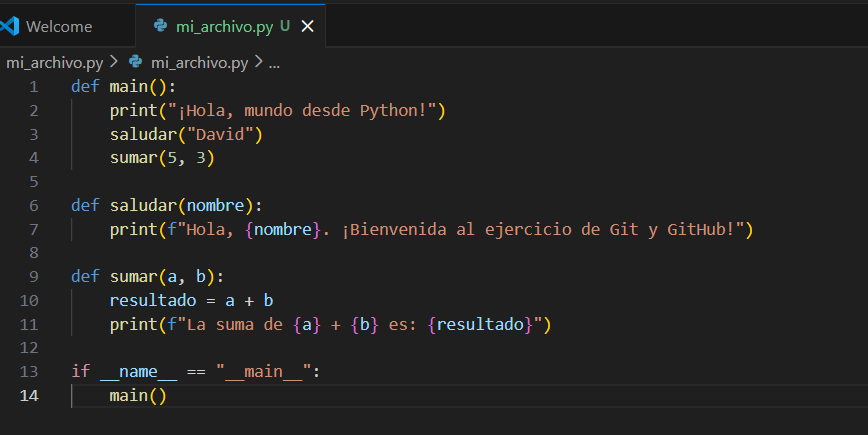 Welcome
mi_archivo.py U
mi_archivo.py > mi_archivo.py > ...
1 def main():
2     print("¡Hola, mundo desde Python!")
3     saludar("David")
4     sumar(5, 3)
5
6 def saludar(nombre):
7     print(f"Hola, {nombre}. ¡Bienvenida al ejercicio de Git y GitHub!")
8
9 def sumar(a, b):
10     resultado = a + b
11     print(f"La suma de {a} + {b} es: {resultado}")
12
13 if __name__ == "__main__":
14     main()